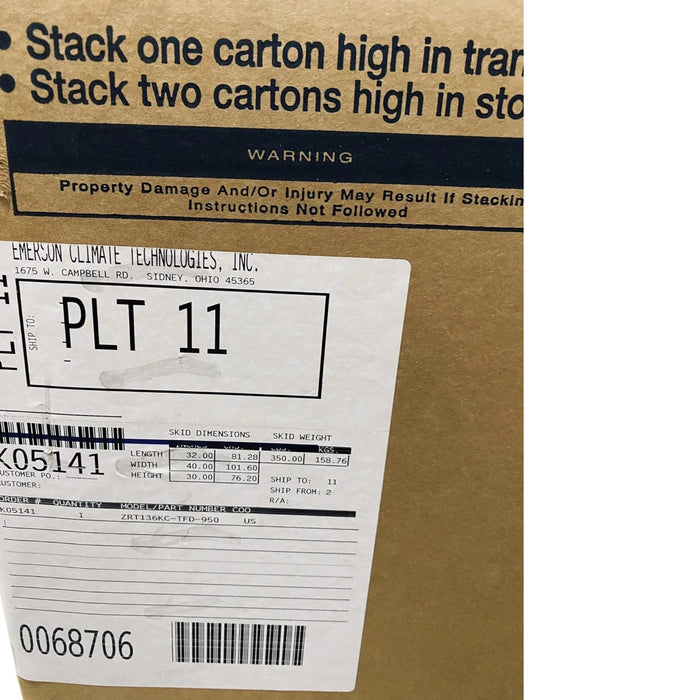 • Stack one carton high in tran
• Stack two cartons high in sto
WARNING
Property Damage And/Or Injury May Result If Stackin
Instructions Not Followed
EMERSON CLIMATE TECHNOLOGIES, INC.
1675 W. CAMPBELL RD. SIDNEY, OHIO 45365
SHIP TO:
PLT 11
SKID DIMENSIONS SKID WEIGHT
KGS.
LENGTH 32.00 81.28 350.00 158.76
WIDTH 40.00 101.60
HEIGHT 30.00 76.20
K05141
CUSTOMER PO.:
CUSTOMER:
SHIP TO: 11
SHIP FROM: 2
R/A:
ORDER # QUANTITY MODEL/PART NUMBER COO
K05141 1 ZRT136KC-TFD-950 US
0068706